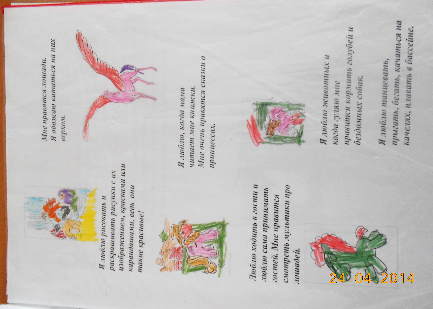 Мне нравятся лошади.
Я обожаю кататься на них
верхом.
Я люблю рисовать и
раскрашивать рисунки с их
изображением, красками или
карандашами, ведь они
такие красивые!
Я люблю, когда мама
читает мне книжки.
Мне очень нравятся сказки о
принцессах.
Люблю ходить в гости и
люблю сама принимать
гостей. Мне нравится
смотреть мультики про
лошадей.
Я люблю животных и
когда гуляю мне
нравится кормить голубей и
бездомных собак.
Я люблю танцевать,
прыгать, бегать, качаться на
качелях, плавать в бассейне.
24 04 2014